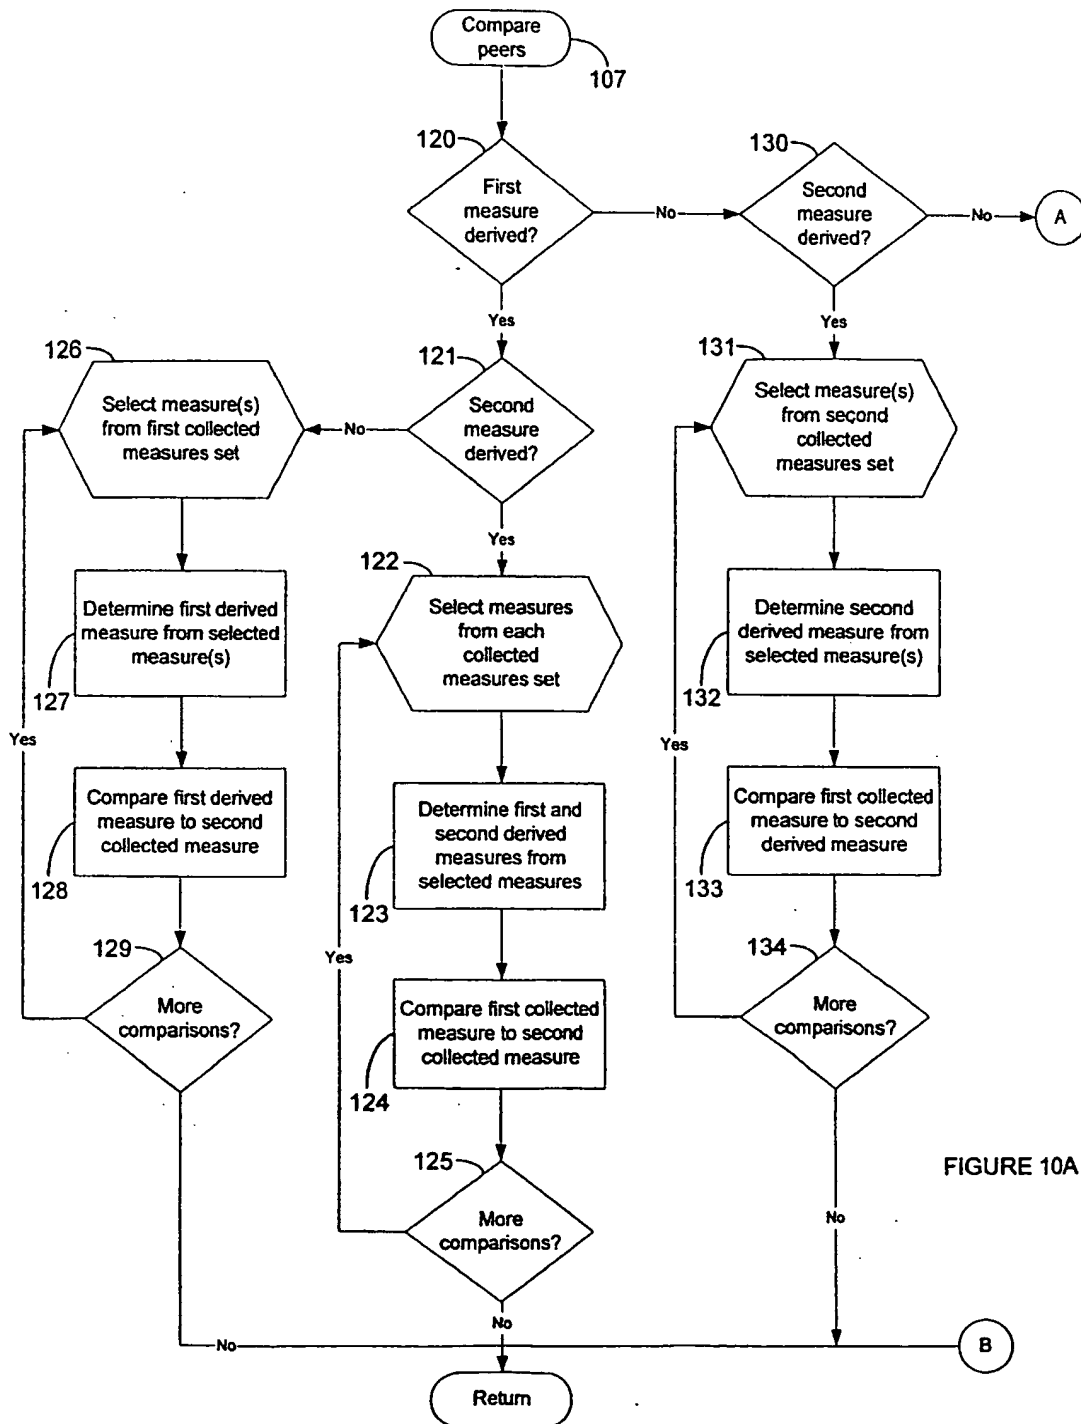 Compare
peers
107
120
First
measure
derived?
No
130
Second
measure
derived?
No
A
Yes
Yes
126
Select measure(s)
from first collected
measures set
No
121
Second
measure
derived?
131
Select measure(s)
from second
collected
measures set
Yes
122
Select measures
from each
collected
measures set
Determine first derived
measure from selected
measure(s)
127
Determine second
derived measure from
selected measure(s)
132
Yes
Yes
Compare first derived
measure to second
collected measure
128
Determine first and
second derived
measures from
selected measures
123
Compare first collected
measure to second
derived measure
133
Yes
129
More
comparisons?
Compare first collected
measure to second
collected measure
124
134
More
comparisons?
125
More
comparisons?
FIGURE 10A
No
No
No
B
Return